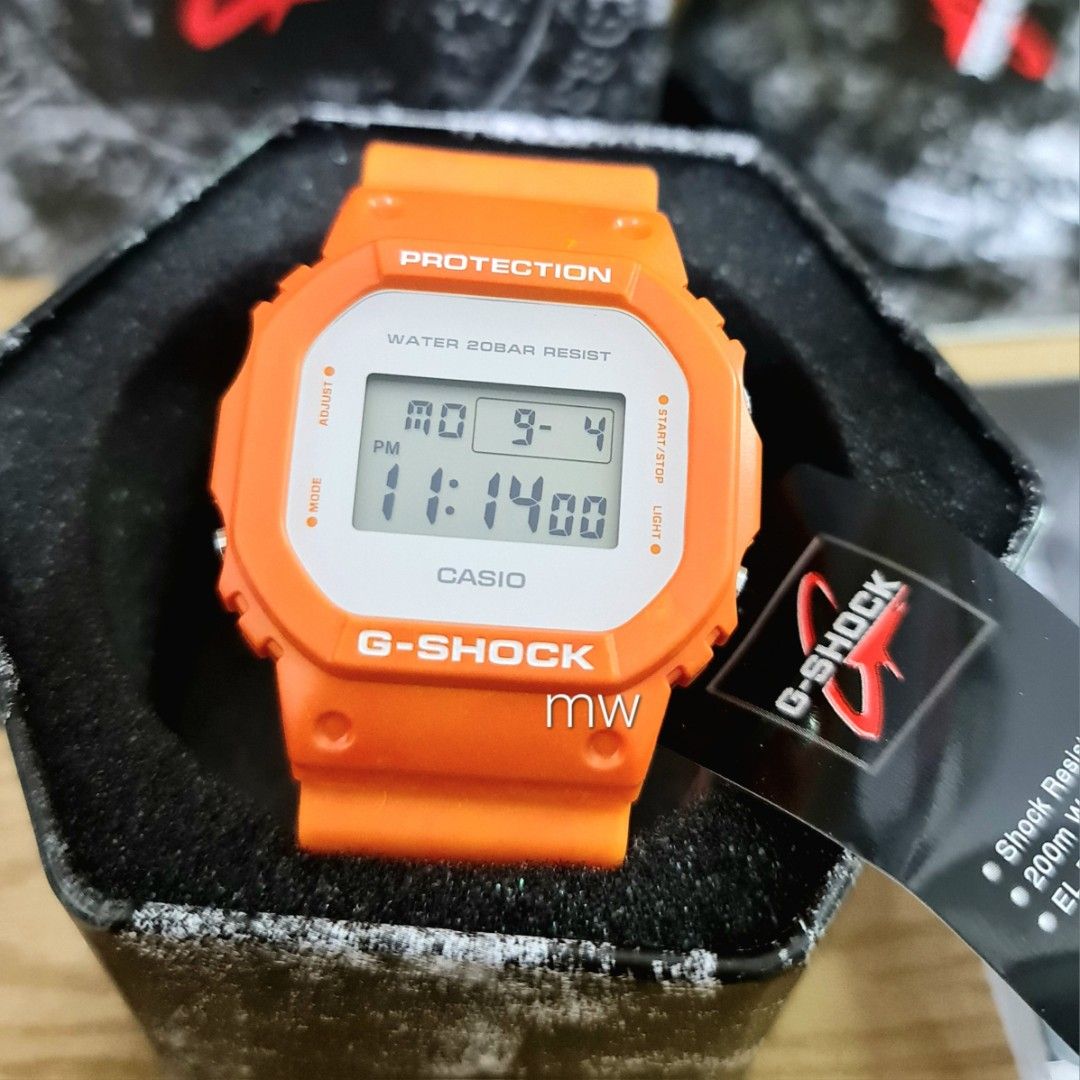 PROTECTION
WATER 20BAR RESIST
ADJUST
MODE
START/STOP
LIGHT
MO 9- 4
PM
11:14 00
CASIO
G-SHOCK
mw
G-SHOCK
Shock
200m
EL